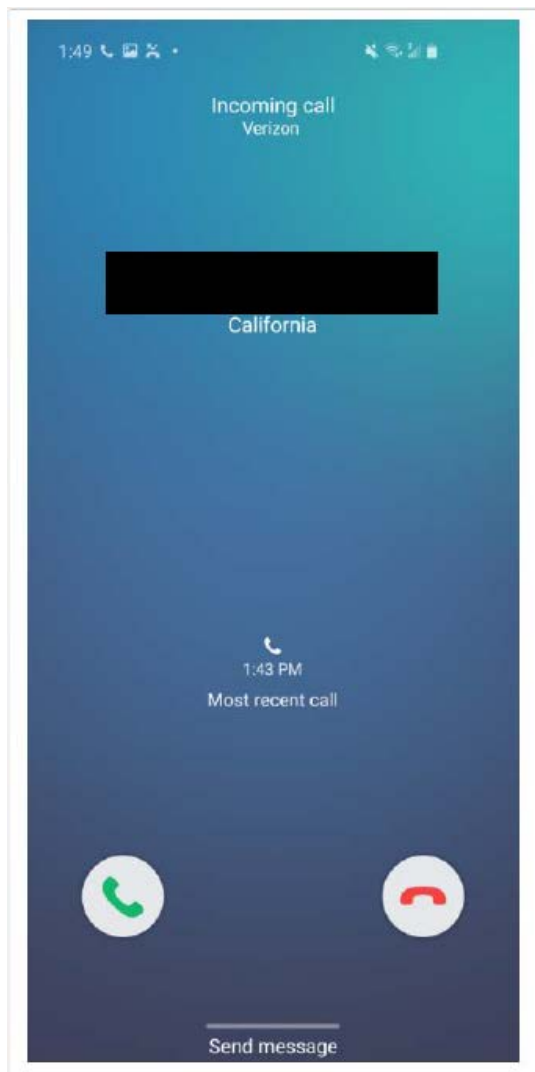 1:49
Incoming call
Verizon
California
1:43 PM
Most recent call
Send message